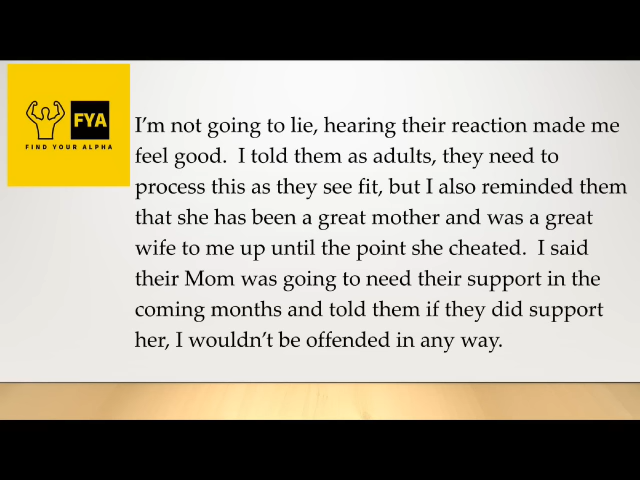 FYA
FIND YOUR ALPHA
I'm not going to lie, hearing their reaction made me
feel good.  I told them as adults, they need to
process this as they see fit, but I also reminded them
that she has been a great mother and was a great
wife to me up until the point she cheated.  I said
their Mom was going to need their support in the
coming months and told them if they did support
her, I wouldn't be offended in any way.